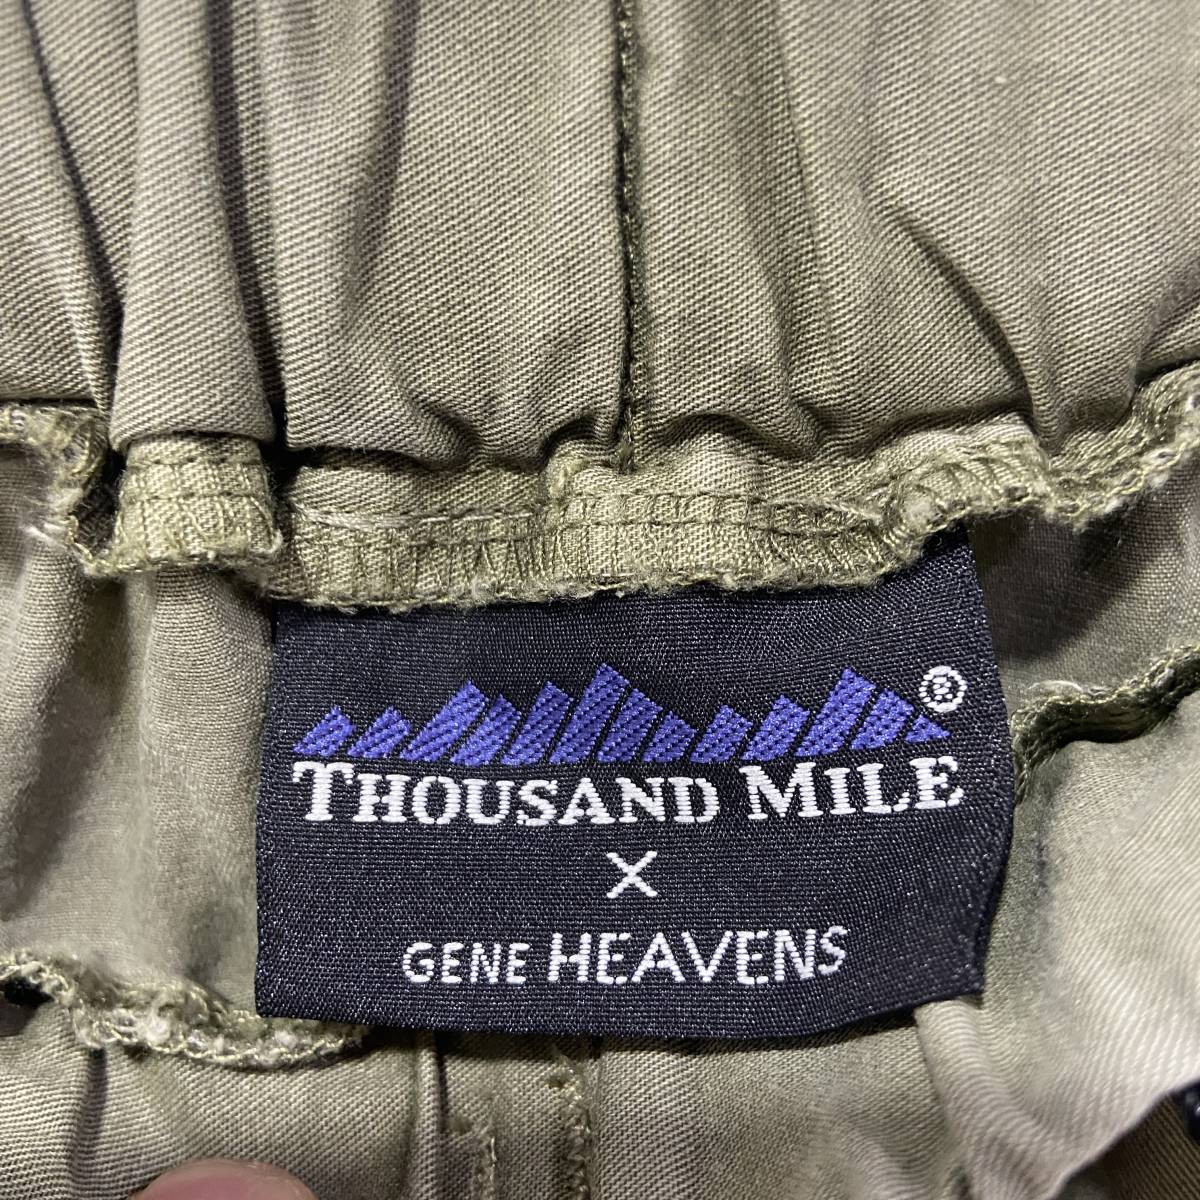 ®
THOUSAND MILE
X
GENE HEAVENS